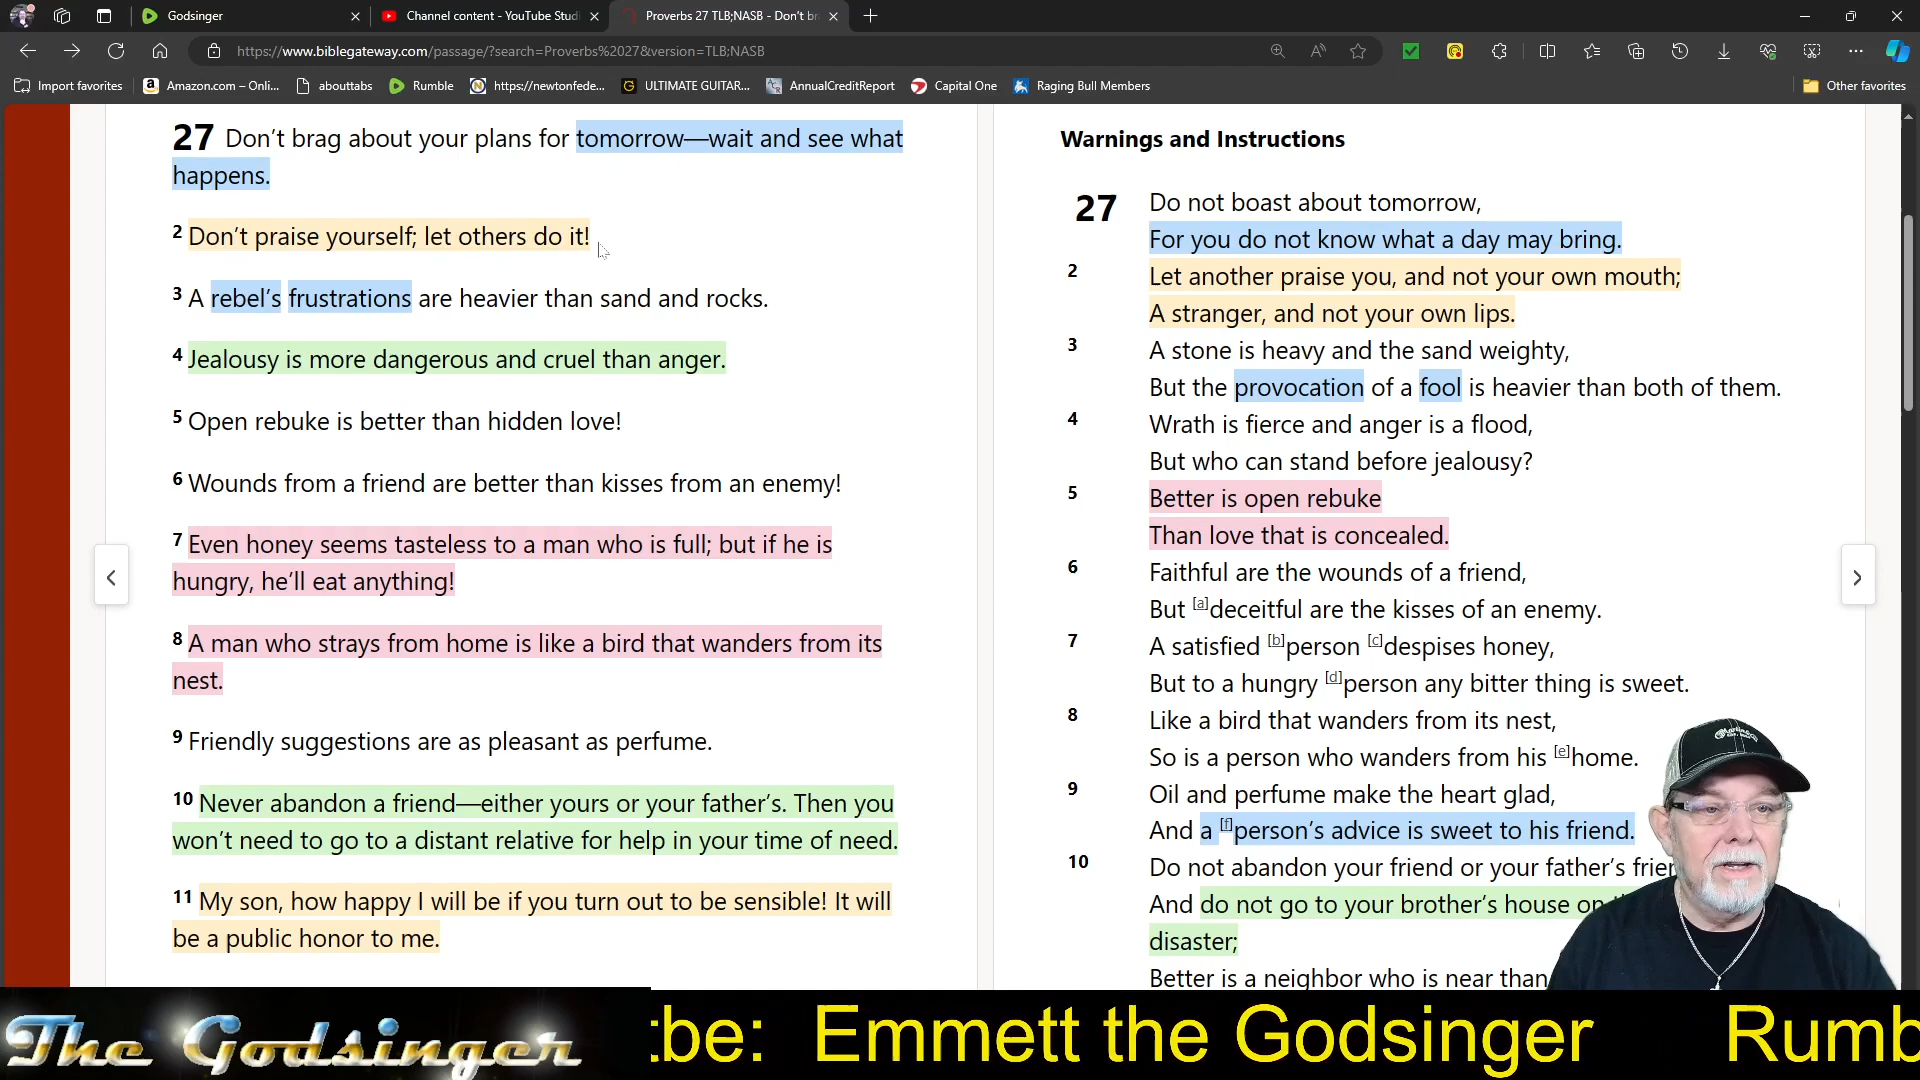 Godsinger
Channel content - YouTube Studi
Proverbs 27 TLB;NASB - Don't br
https://www.biblegateway.com/passage/?search=Proverbs%2027&version=TLB;NASB
Import favorites
Amazon.com – Onli...
abouttabs
Rumble
https://newtonfede...
ULTIMATE GUITAR...
AnnualCreditReport
Capital One
Raging Bull Members
Other favorites
27 Don’t brag about your plans for tomorrow—wait and see what
happens.
2 Don’t praise yourself; let others do it!
3 A rebel’s frustrations are heavier than sand and rocks.
4 Jealousy is more dangerous and cruel than anger.
5 Open rebuke is better than hidden love!
6 Wounds from a friend are better than kisses from an enemy!
7 Even honey seems tasteless to a man who is full; but if he is
hungry, he’ll eat anything!
8 A man who strays from home is like a bird that wanders from its
nest.
9 Friendly suggestions are as pleasant as perfume.
10 Never abandon a friend—either yours or your father’s. Then you
won’t need to go to a distant relative for help in your time of need.
11 My son, how happy I will be if you turn out to be sensible! It will
be a public honor to me.
Warnings and Instructions
27 Do not boast about tomorrow,
For you do not know what a day may bring.
2 Let another praise you, and not your own mouth;
A stranger, and not your own lips.
3 A stone is heavy and the sand weighty,
But the provocation of a fool is heavier than both of them.
4 Wrath is fierce and anger is a flood,
But who can stand before jealousy?
5 Better is open rebuke
Than love that is concealed.
6 Faithful are the wounds of a friend,
But [a]deceitful are the kisses of an enemy.
7 A satisfied [b]person [c]despises honey,
But to a hungry [d]person any bitter thing is sweet.
8 Like a bird that wanders from its nest,
So is a person who wanders from his [e]home.
9 Oil and perfume make the heart glad,
And a [f]person’s advice is sweet to his friend.
10 Do not abandon your friend or your father’s frien
And do not go to your brother’s house on
disaster;
Better is a neighbor who is near than
The Godsinger
be: Emmett the Godsinger Rumb